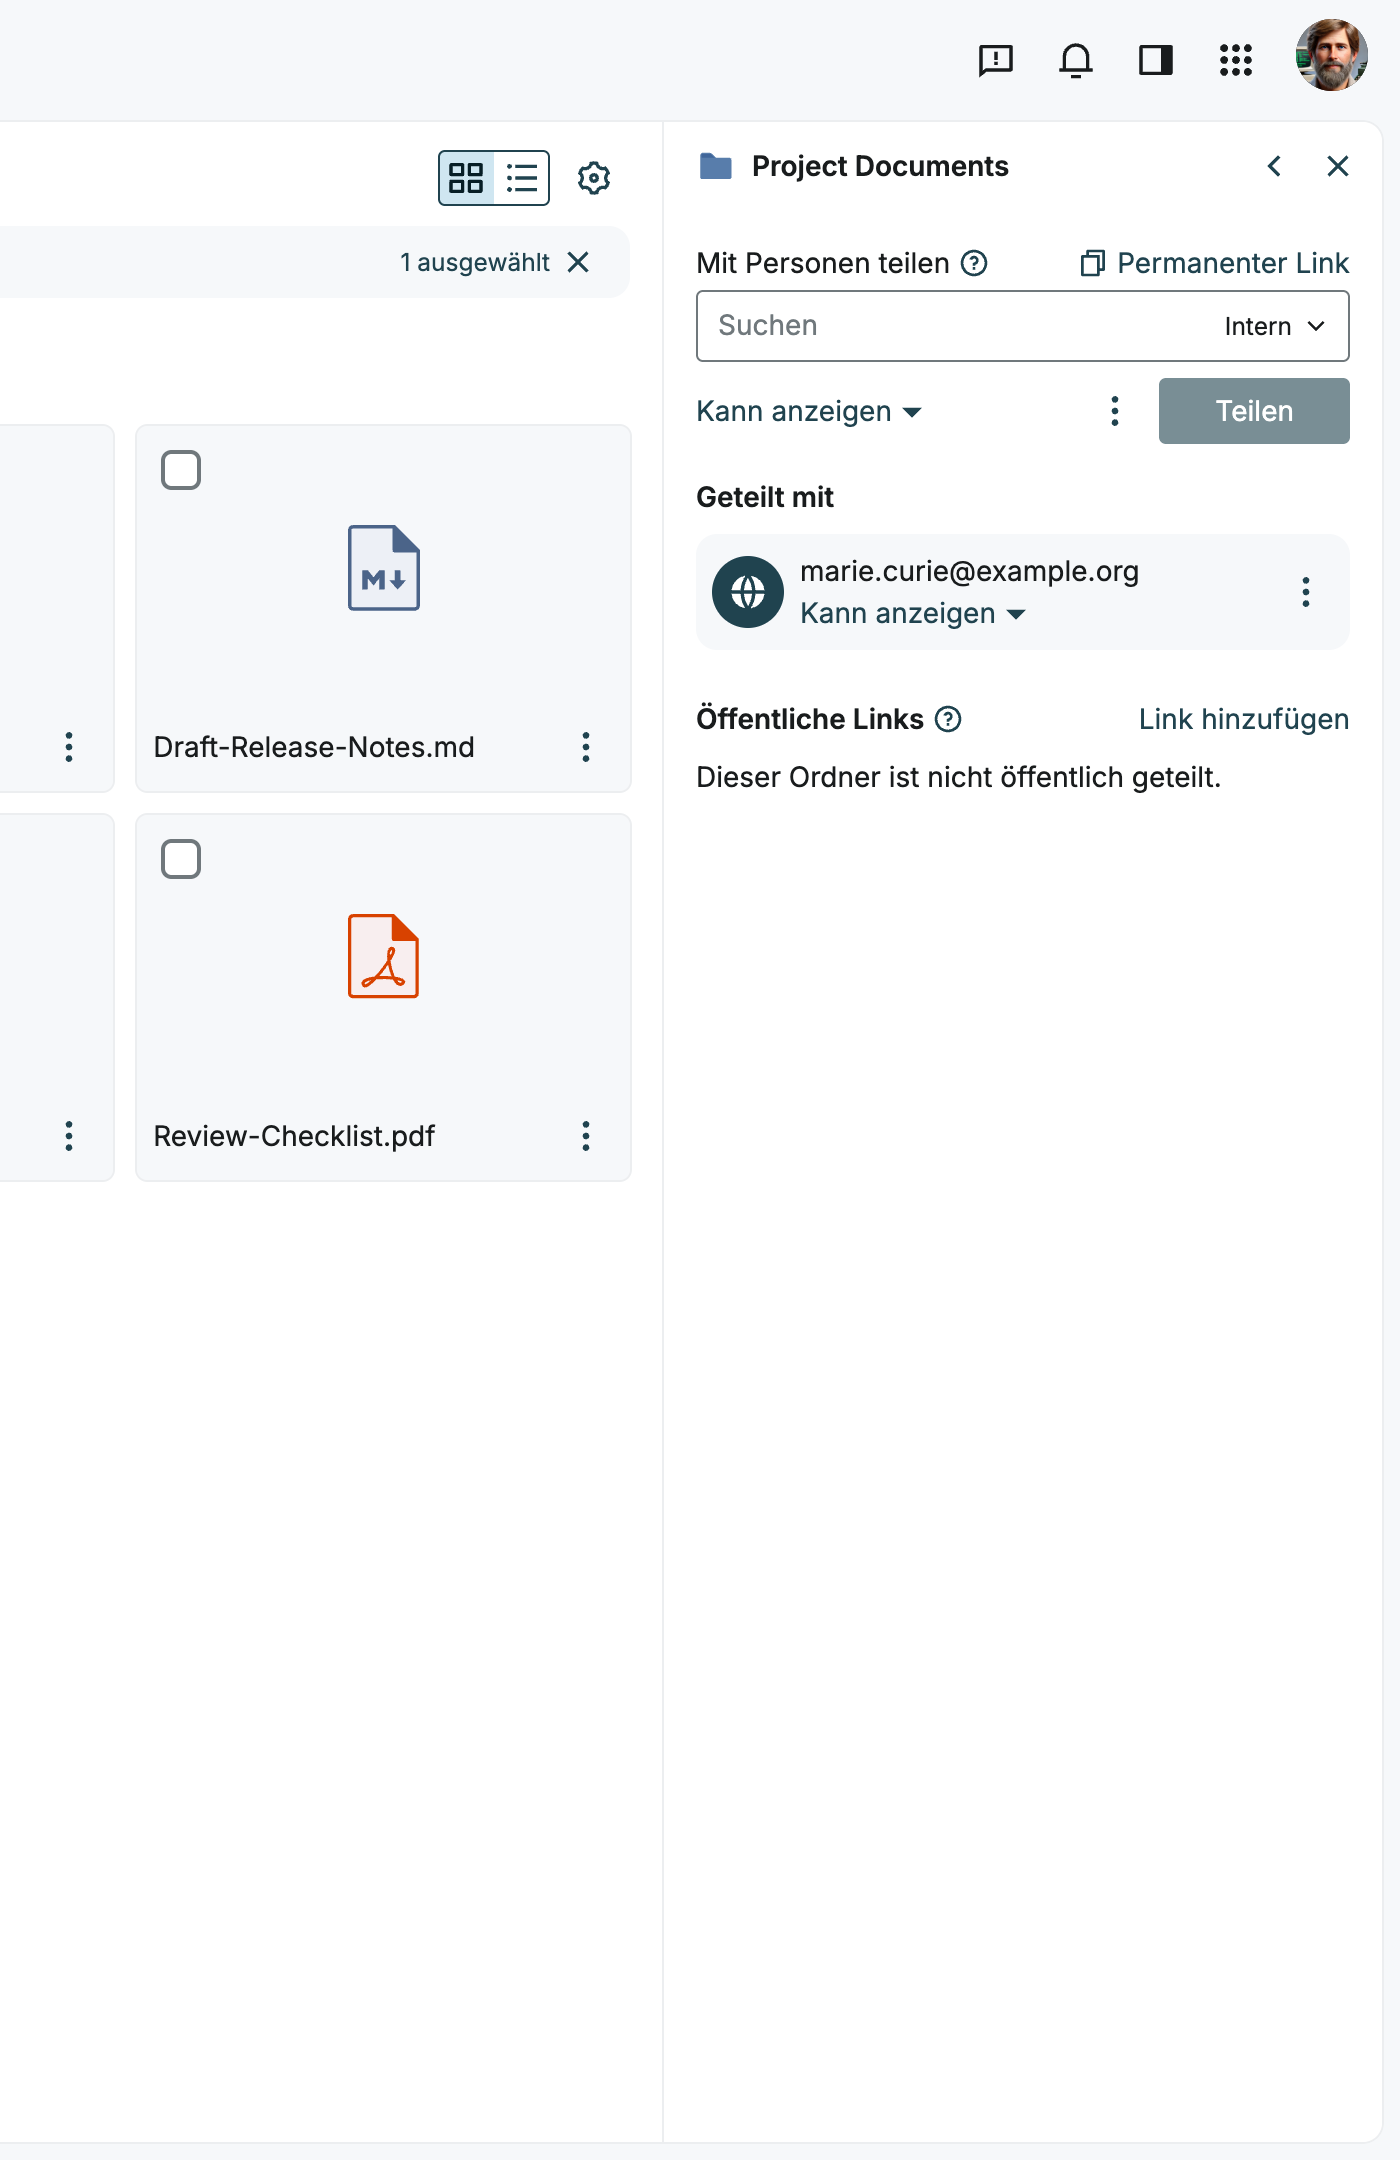 1 ausgewählt
Draft-Release-Notes.md
Review-Checklist.pdf
Project Documents
Mit Personen teilen
Permanenter Link
Suchen
Intern
Kann anzeigen
Teilen
Geteilt mit
marie.curie@example.org
Kann anzeigen
Öffentliche Links
Link hinzufügen
Dieser Ordner ist nicht öffentlich geteilt.